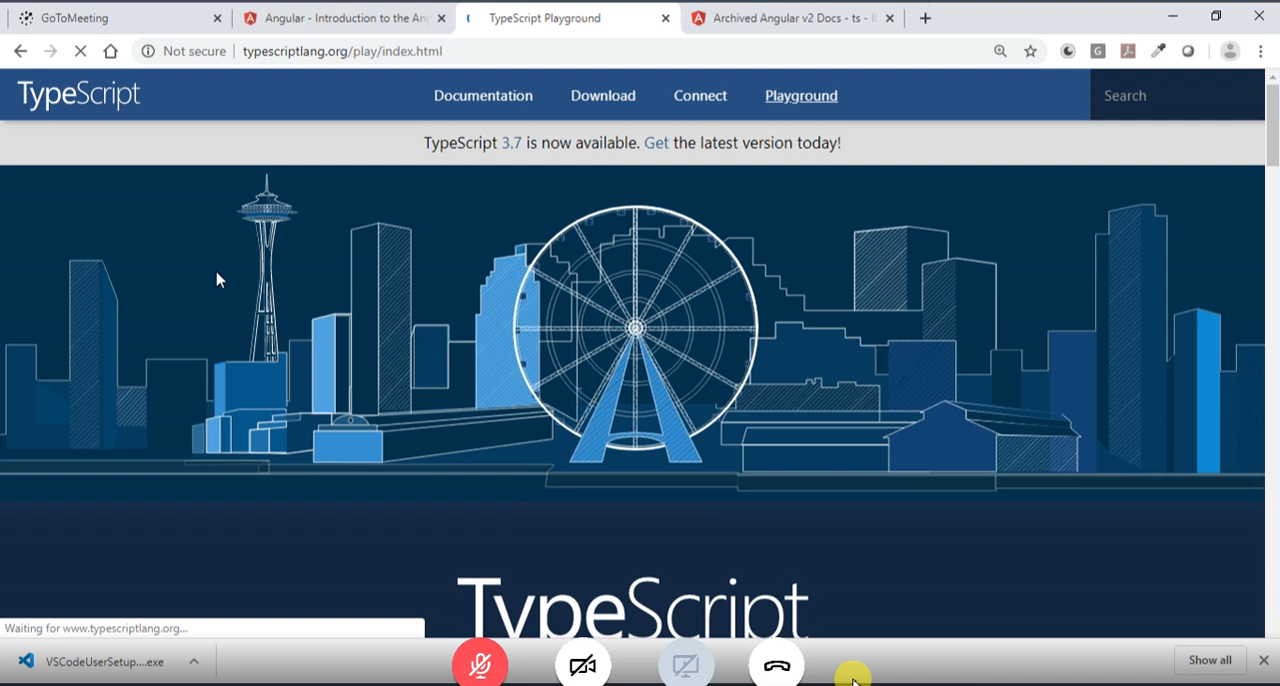 GoToMeeting
Angular - Introduction to the Ang
TypeScript Playground
Archived Angular v2 Docs - ts - I
Not secure
typescriptlang.org/play/index.html
TypeScript
Documentation
Download
Connect
Playground
Search
TypeScript 3.7 is now available. Get the latest version today!
TypeScript
Waiting for www.typescriptlang.org...
VSCodeUserSetup....exe
Show all